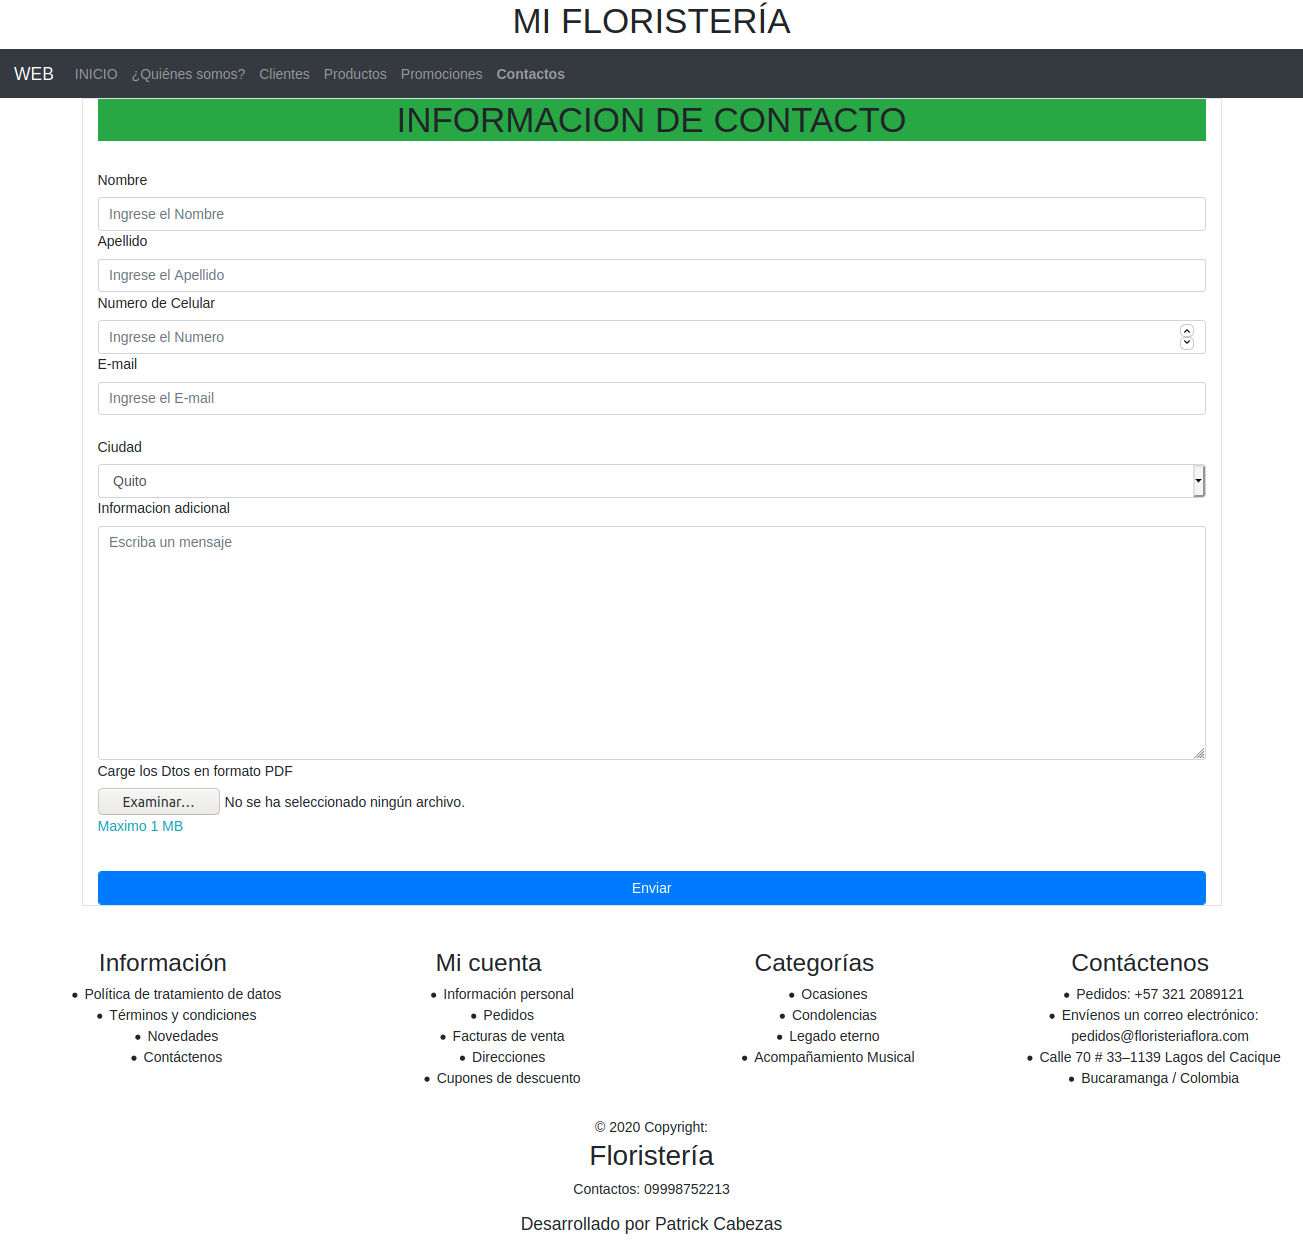 MI FLORISTERÍA
WEB INICIO ¿Quiénes somos? Clientes Productos Promociones Contactos
INFORMACION DE CONTACTO
Nombre
Ingrese el Nombre
Apellido
Ingrese el Apellido
Numero de Celular
Ingrese el Numero
E-mail
Ingrese el E-mail
Ciudad
Quito
Informacion adicional
Escriba un mensaje
Carge los Dtos en formato PDF
Examinar... No se ha seleccionado ningún archivo.
Maximo 1 MB
Enviar
Información
• Política de tratamiento de datos
• Términos y condiciones
• Novedades
• Contáctenos
Mi cuenta
• Información personal
• Pedidos
• Facturas de venta
• Direcciones
• Cupones de descuento
Categorías
• Ocasiones
• Condolencias
• Legado eterno
• Acompañamiento Musical
Contáctenos
• Pedidos: +57 321 2089121
• Envíenos un correo electrónico:
pedidos@floristeriaflora.com
• Calle 70 # 33–1139 Lagos del Cacique
• Bucaramanga / Colombia
© 2020 Copyright:
Floristería
Contactos: 09998752213
Desarrollado por Patrick Cabezas